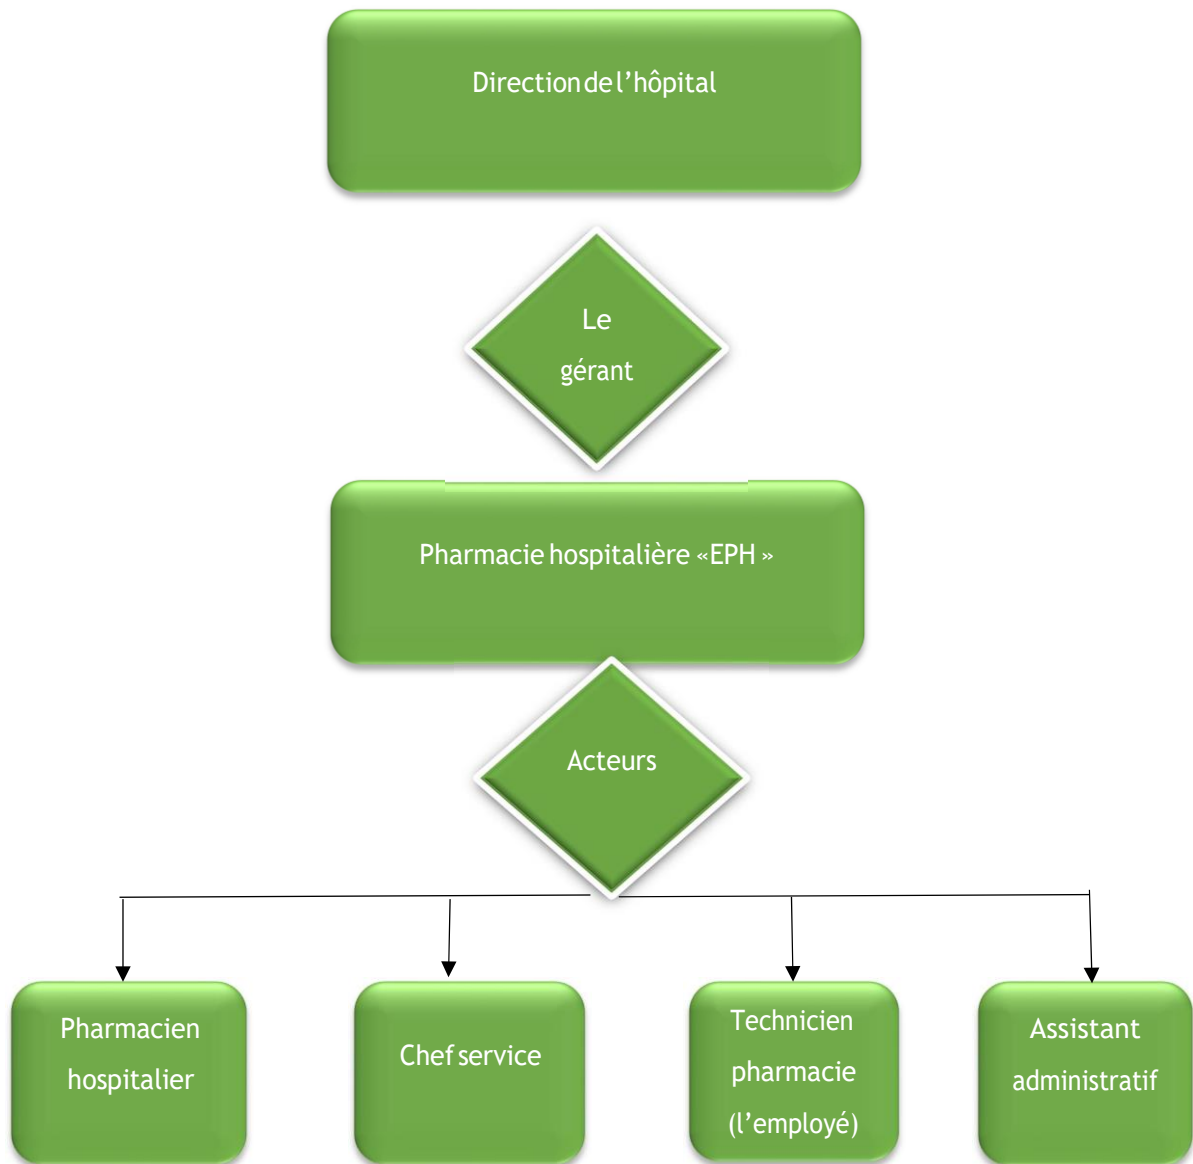 Direction de l’hôpital
Le
gérant
Pharmacie hospitalière «EPH »
Acteurs
Pharmacien
hospitalier
Chef service
Technicien
pharmacie
(l’employé)
Assistant
administratif